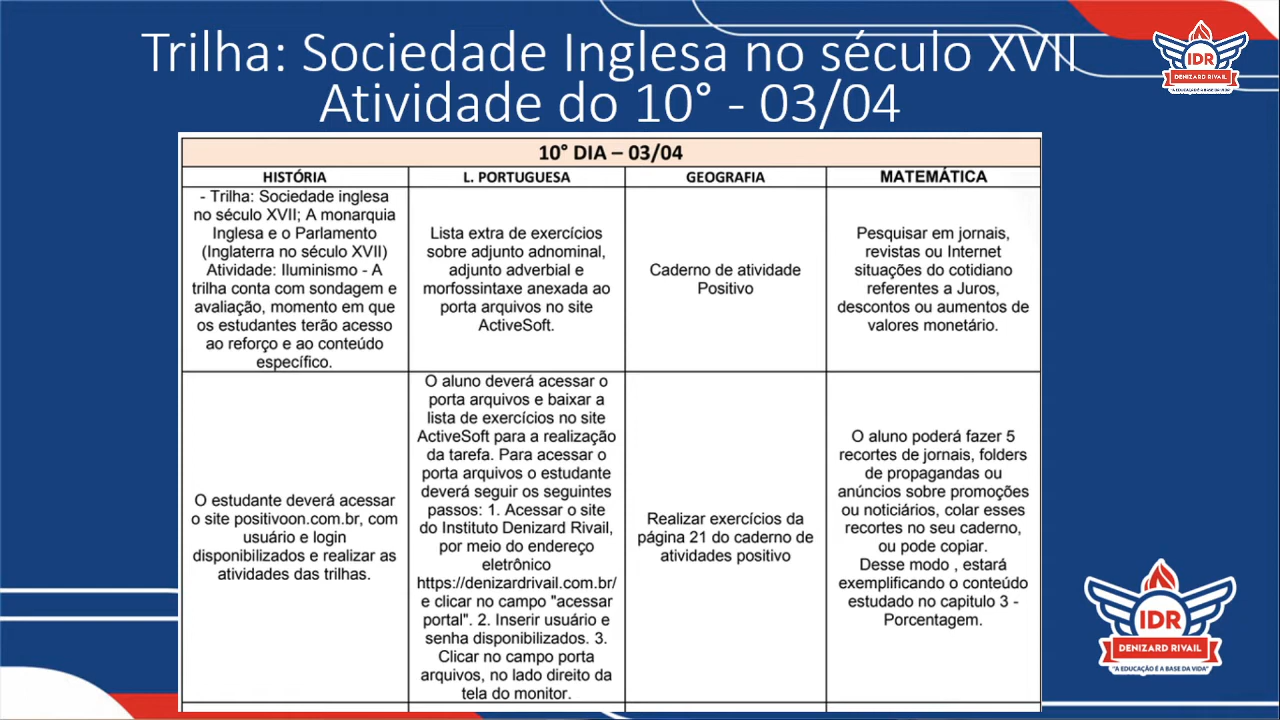 Trilha: Sociedade Inglesa no século XVII
Atividade do 10° - 03/04
IDR
DENIZARD RIVAIL
"A EDUCAÇÃO É A BASE DA VIDA"
10° DIA – 03/04
HISTÓRIA
L. PORTUGUESA
GEOGRAFIA
MATEMÁTICA
- Trilha: Sociedade inglesa
no século XVII; A monarquia
Inglesa e o Parlamento
(Inglaterra no século XVII)
Atividade: Iluminismo - A
trilha conta com sondagem e
avaliação, momento em que
os estudantes terão acesso
ao reforço e ao conteúdo
específico.
Lista extra de exercícios
sobre adjunto adnominal,
adjunto adverbial e
morfossintaxe anexada ao
porta arquivos no site
ActiveSoft.
Caderno de atividade
Positivo
Pesquisar em jornais,
revistas ou Internet
situações do cotidiano
referentes a Juros,
descontos ou aumentos de
valores monetário.
O estudante deverá acessar
o site positivoon.com.br, com
usuário e login
disponibilizados e realizar as
atividades das trilhas.
O aluno deverá acessar o
porta arquivos e baixar a
lista de exercícios no site
ActiveSoft para a realização
da tarefa. Para acessar o
porta arquivos o estudante
deverá seguir os seguintes
passos: 1. Acessar o site
do Instituto Denizard Rivail,
por meio do endereço
eletrônico
https://denizardrivail.com.br/
e clicar no campo "acessar
portal". 2. Inserir usuário e
senha disponibilizados. 3.
Clicar no campo porta
arquivos, no lado direito da
tela do monitor.
Realizar exercícios da
página 21 do caderno de
atividades positivo
O aluno poderá fazer 5
recortes de jornais, folders
de propagandas ou
anúncios sobre promoções
ou noticiários, colar esses
recortes no seu caderno,
ou pode copiar.
Desse modo , estará
exemplificando o conteúdo
estudado no capitulo 3 -
Porcentagem.
IDR
DENIZARD RIVAIL
"A EDUCAÇÃO É A BASE DA VIDA"